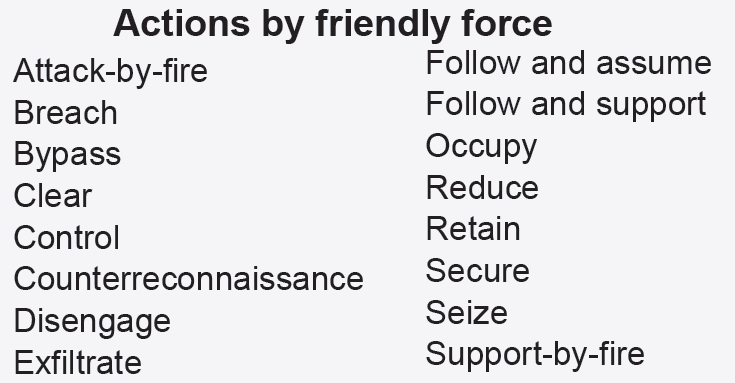 Actions by friendly force
Attack-by-fire
Breach
Bypass
Clear
Control
Counterreconnaissance
Disengage
Exfiltrate
Follow and assume
Follow and support
Occupy
Reduce
Retain
Secure
Seize
Support-by-fire